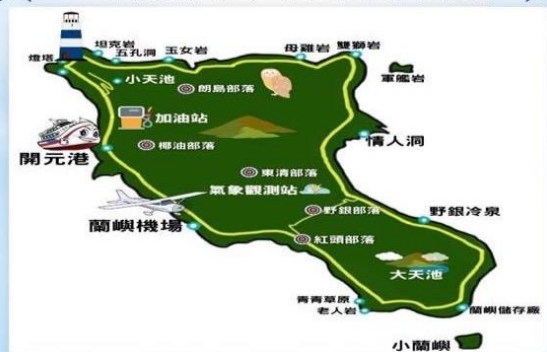 燈塔
坦克岩
五孔洞
玉女岩
母雞岩
雙獅岩
軍艦岩
小天池
朗島部落
加油站
開元港
椰油部落
情人洞
東清部落
氣象觀測站
蘭嶼機場
野銀部落
野銀冷泉
紅頭部落
大天池
青青草原
老人岩
蘭嶼儲存廠
小蘭嶼